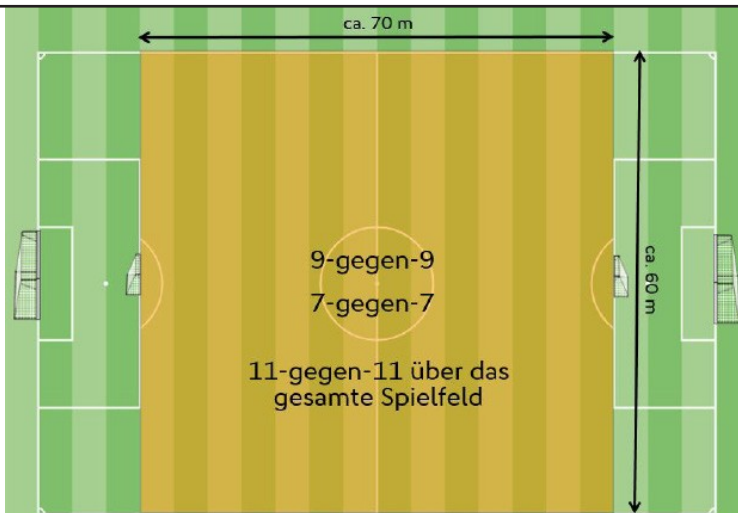 ca. 70 m
9-gegen-9
7-gegen-7
ca. 60 m
11-gegen-11 über das
gesamte Spielfeld